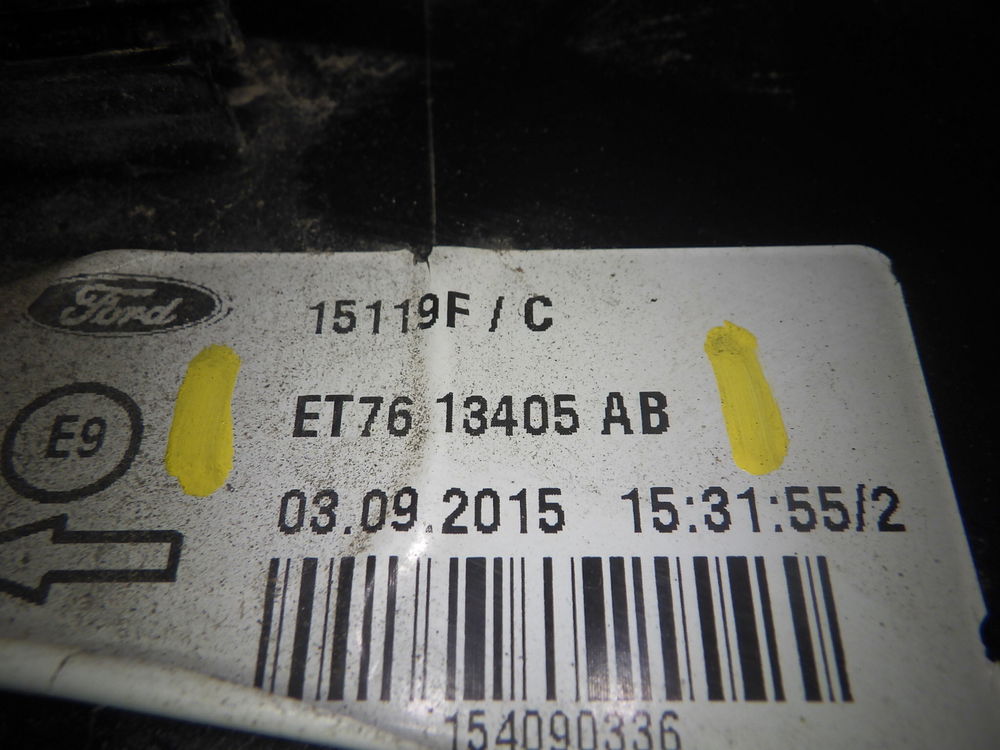 Ford
15119F / C
ET76 13405 AB
E9
03.09.2015 15:31:55/2
154090336